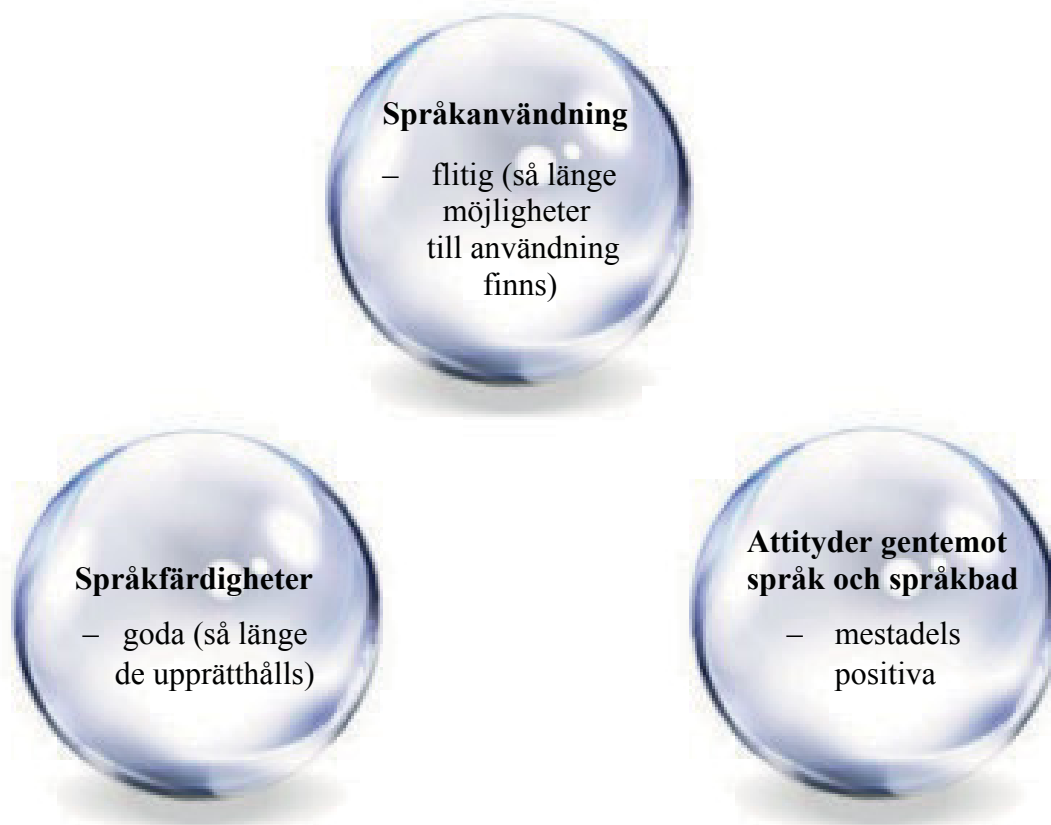 Språkanvändning
– flitig (så länge
möjligheter
till användning
finns)
Språkfärdigheter
– goda (så länge
de upprätthålls)
Attityder gentemot
språk och språkbad
– mestadels
positiva